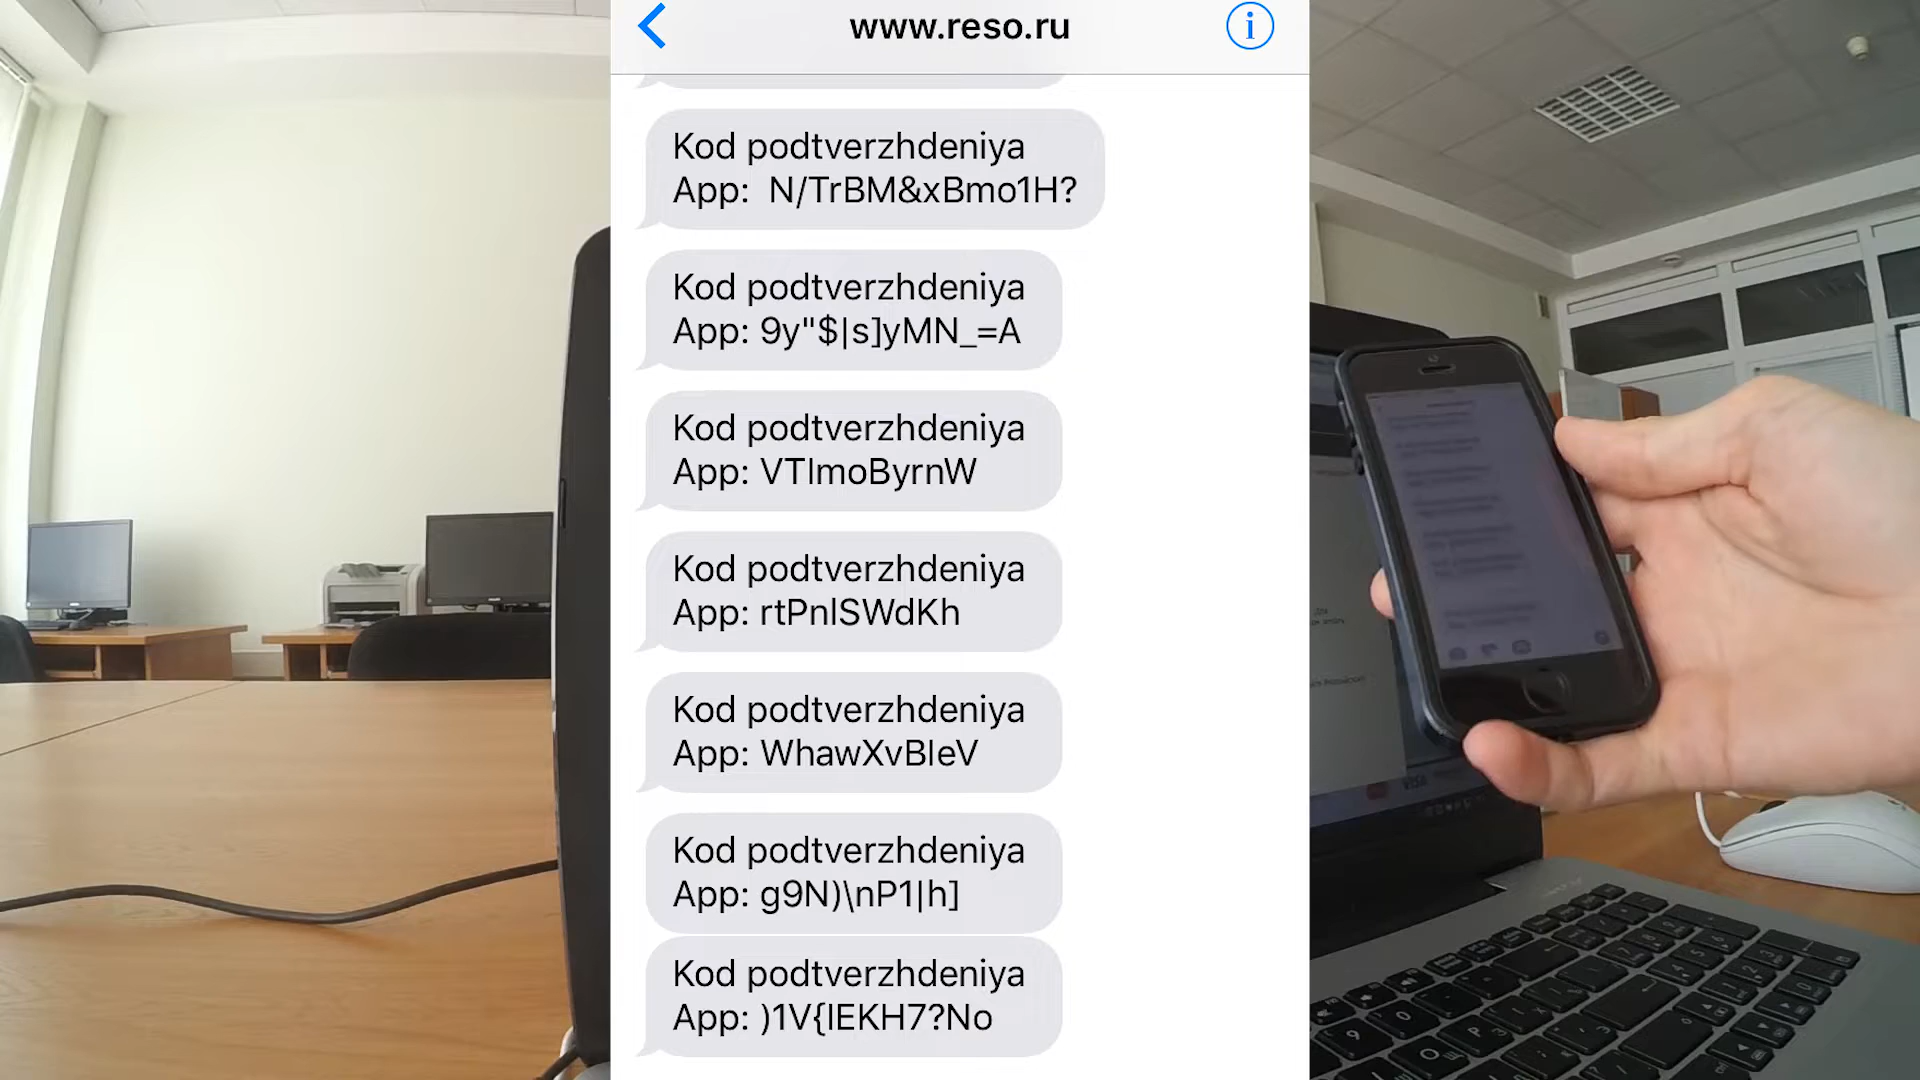 www.reso.ru
Kod podtverzhdeniya
App: N/TrBM&xBmo1H?
Kod podtverzhdeniya
App: 9y"$|s]yMN_=A
Kod podtverzhdeniya
App: VTImoByrnW
Kod podtverzhdeniya
App: rtPnlSWdKh
Kod podtverzhdeniya
App: WhawXvBleV
Kod podtverzhdeniya
App: g9N)\nP1|h]
Kod podtverzhdeniya
App: )1V{IEKH7?No
VISA